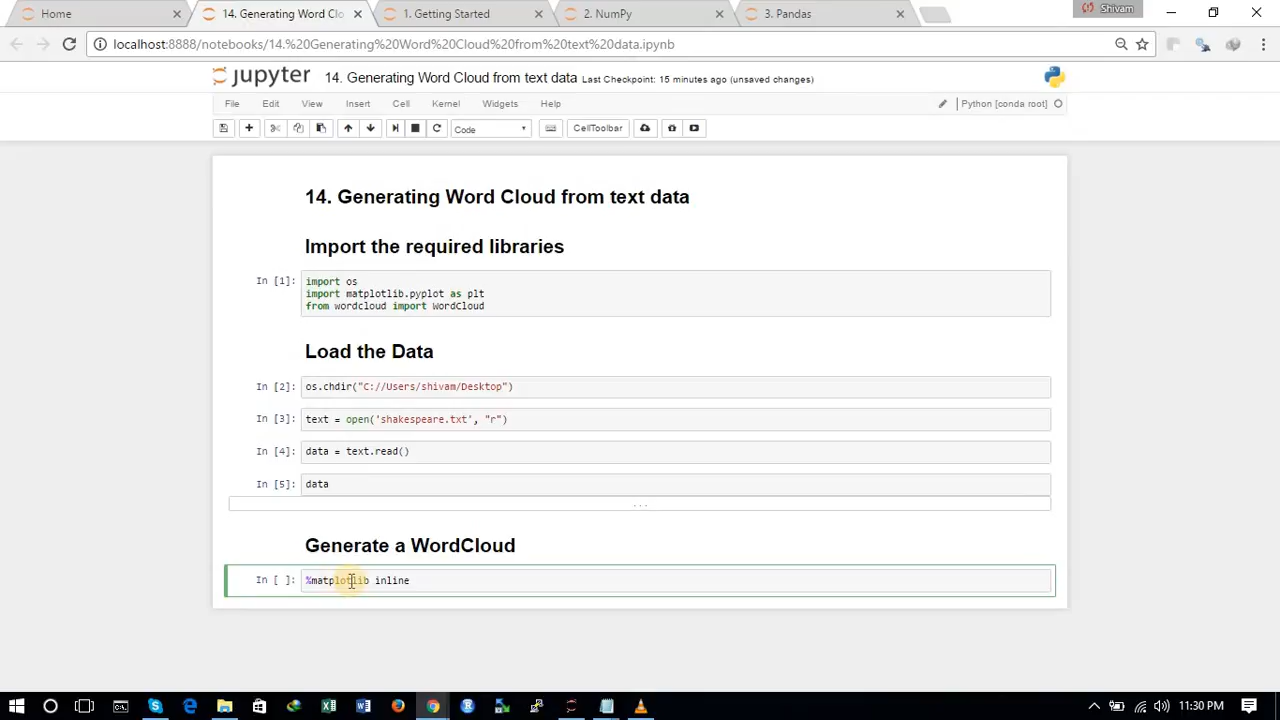 Home
14. Generating Word Clo
1. Getting Started
2. NumPy
3. Pandas
Shivam
localhost:8888/notebooks/14.%20Generating%20Word%20Cloud%20from%20text%20data.ipynb
jupyter
14. Generating Word Cloud from text data Last Checkpoint: 15 minutes ago (unsaved changes)
File Edit View Insert Cell Kernel Widgets Help
Python [conda root]
Code
CellToolbar
14. Generating Word Cloud from text data
Import the required libraries
In [1]: import os
import matplotlib.pyplot as plt
from wordcloud import WordCloud
Load the Data
In [2]: os.chdir("C://Users/shivam/Desktop")
In [3]: text = open('shakespeare.txt', "r")
In [4]: data = text.read()
In [5]: data
...
Generate a WordCloud
In [ ]: %matplotlib inline
11:30 PM